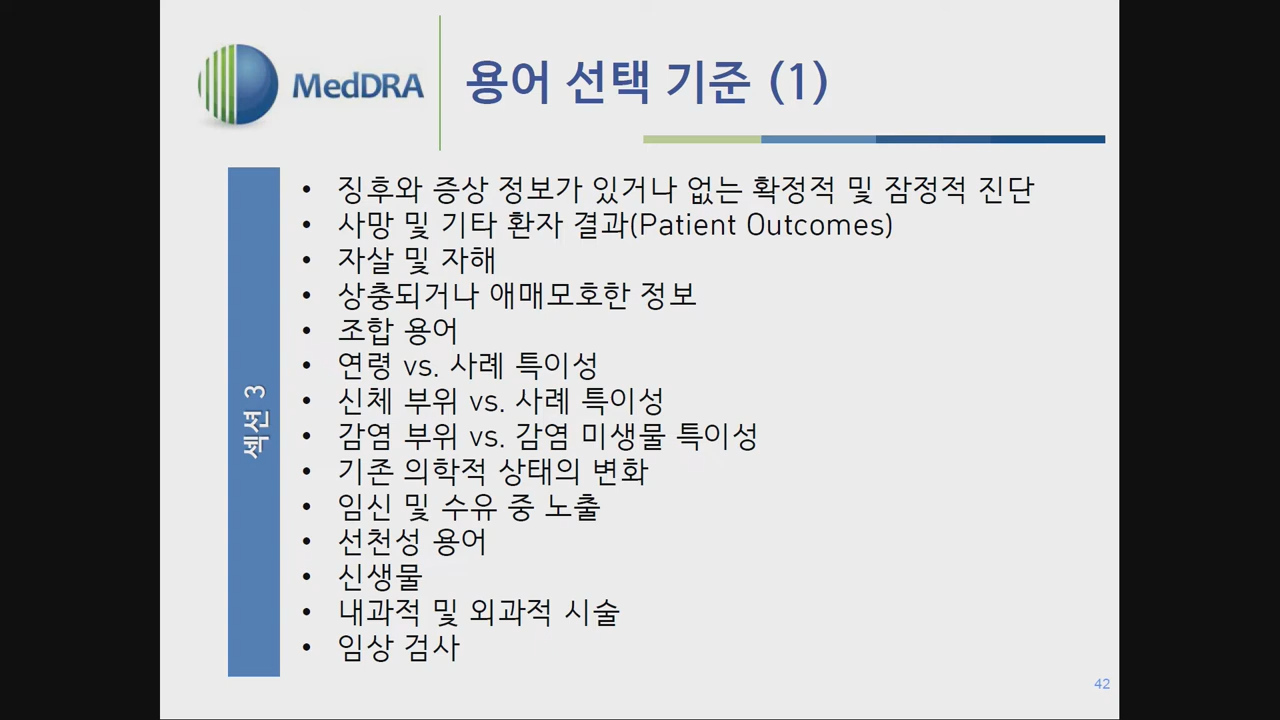 MedDRA
용어 선택 기준 (1)
섹션 3
• 징후와 증상 정보가 있거나 없는 확정적 및 잠정적 진단
• 사망 및 기타 환자 결과(Patient Outcomes)
• 자살 및 자해
• 상충되거나 애매모호한 정보
• 조합 용어
• 연령 vs. 사례 특이성
• 신체 부위 vs. 사례 특이성
• 감염 부위 vs. 감염 미생물 특이성
• 기존 의학적 상태의 변화
• 임신 및 수유 중 노출
• 선천성 용어
• 신생물
• 내과적 및 외과적 시술
• 임상 검사
42